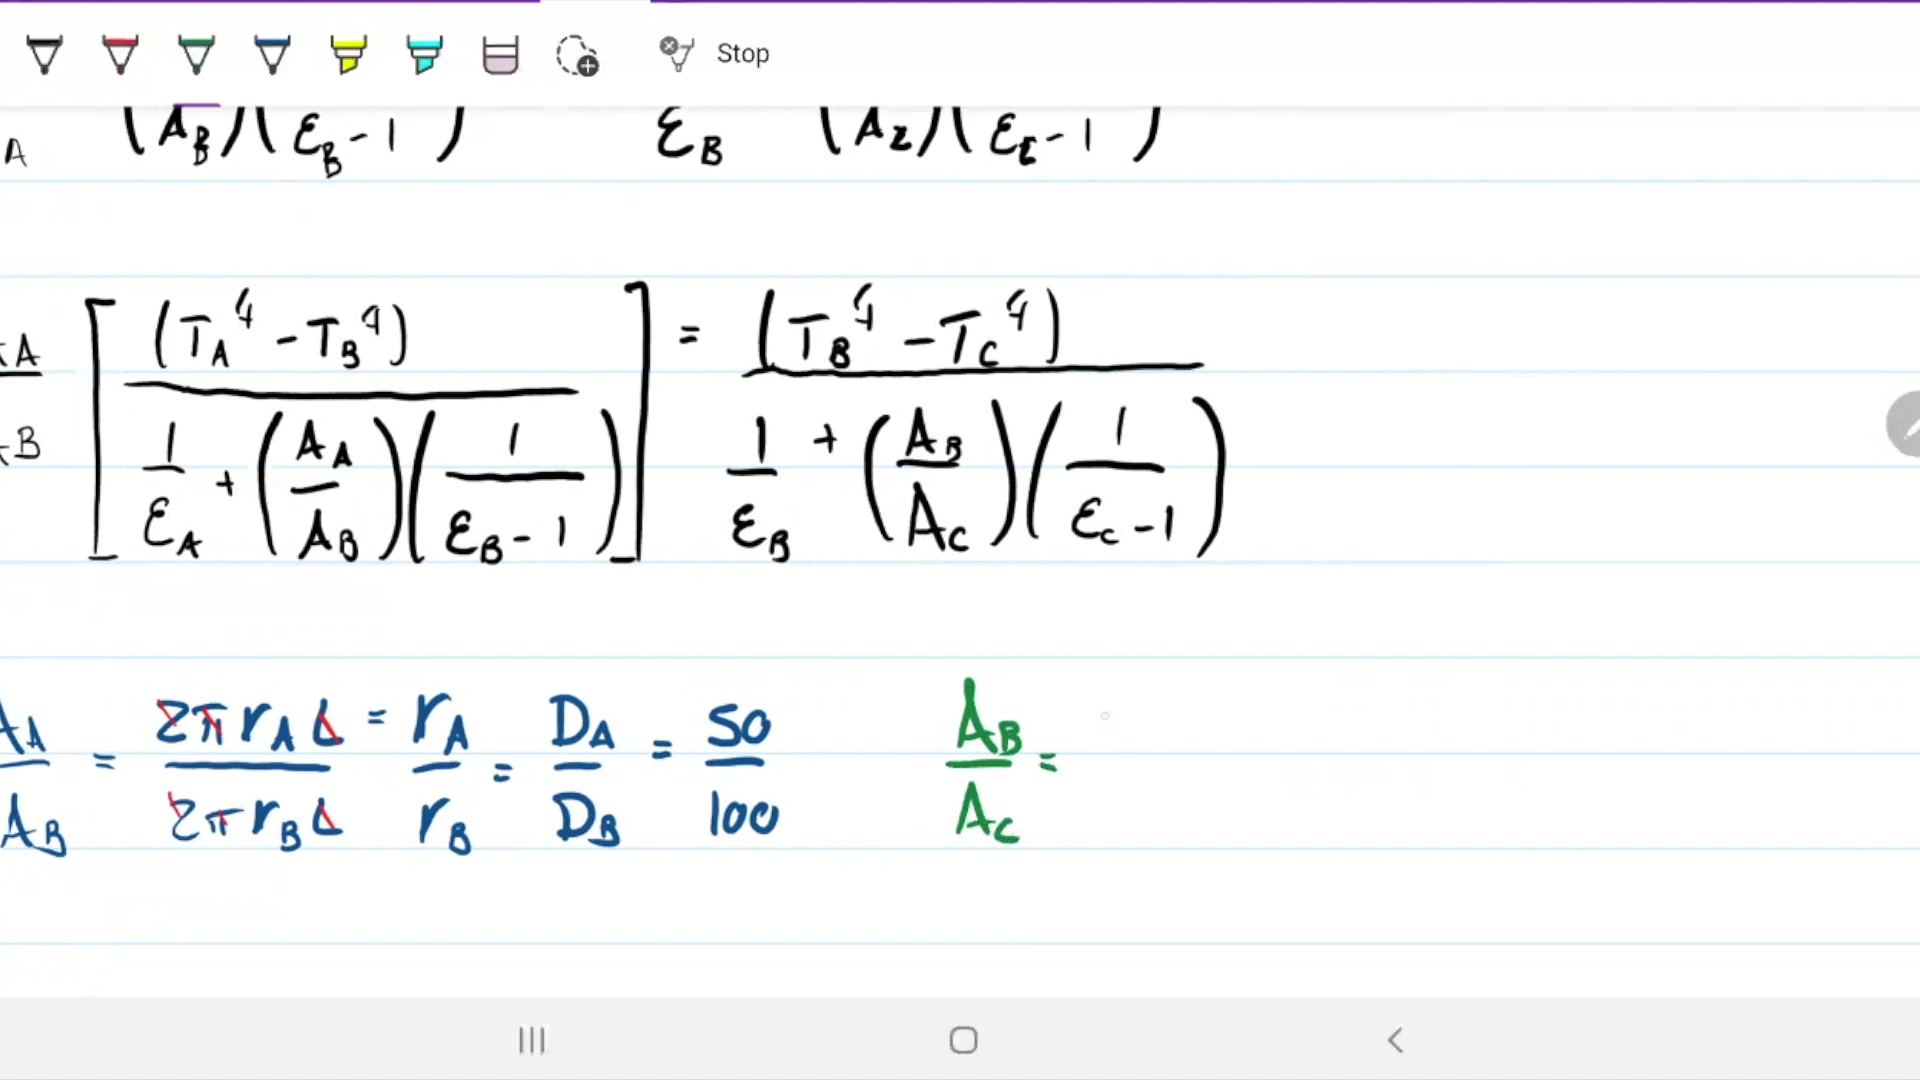 Stop
A (A_B)(ε_B - 1) ε_B (A_2)(ε_C - 1)
A/B [(T_A^4 - T_B^4) / (1/ε_A + (A_A/A_B)(1/(ε_B - 1)))] = (T_B^4 - T_C^4) / (1/ε_B + (A_B/A_C)(1/(ε_C - 1)))
A_A/A_B = 2πr_A L / 2πr_B L = r_A/r_B = D_A/D_B = 50/100 A_B/A_C =